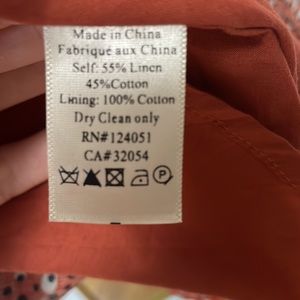 Made in China
Fabriqué aux China
Self: 55% Linen
45%Cotton
Lining: 100% Cotton
Dry Clean only
RN#124051
CA#32054
P